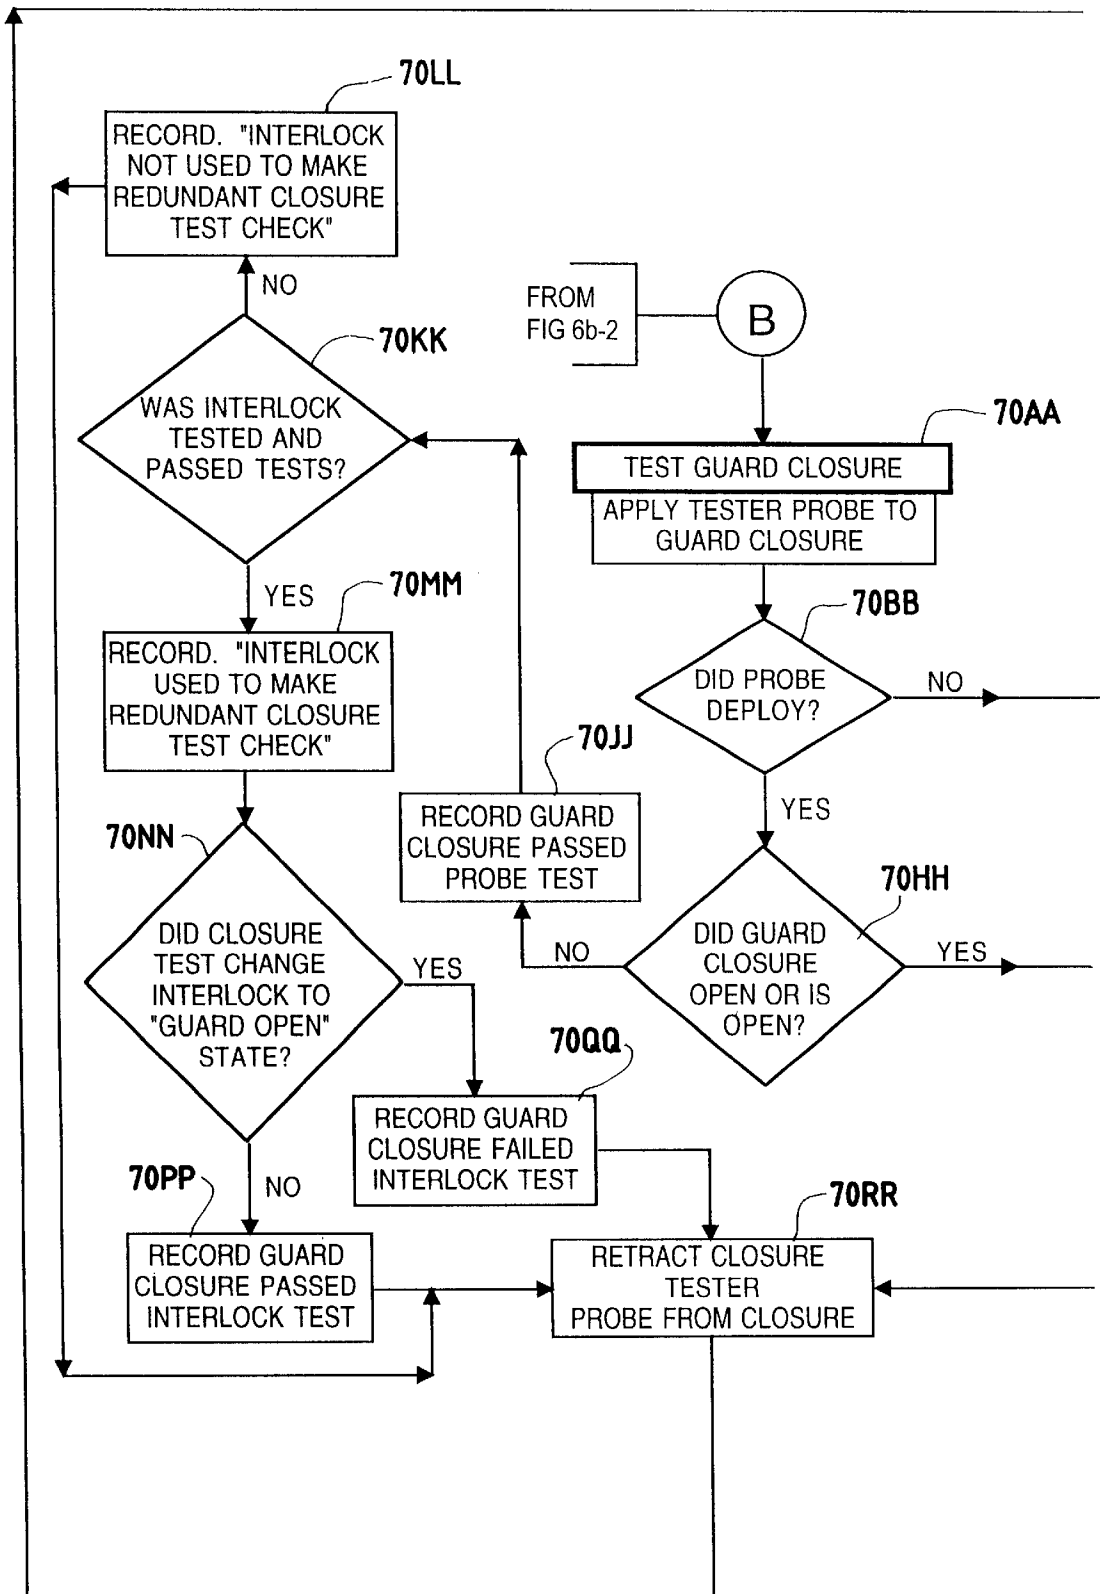 70LL
RECORD. "INTERLOCK
NOT USED TO MAKE
REDUNDANT CLOSURE
TEST CHECK"
NO
70KK
WAS INTERLOCK
TESTED AND
PASSED TESTS?
YES
70MM
RECORD. "INTERLOCK
USED TO MAKE
REDUNDANT CLOSURE
TEST CHECK"
70NN
DID CLOSURE
TEST CHANGE
INTERLOCK TO
"GUARD OPEN"
STATE?
YES
NO
70PP
RECORD GUARD
CLOSURE PASSED
INTERLOCK TEST
FROM
FIG 6b-2
B
70AA
TEST GUARD CLOSURE
APPLY TESTER PROBE TO
GUARD CLOSURE
70BB
DID PROBE
DEPLOY?
NO
YES
70HH
DID GUARD
CLOSURE
OPEN OR IS
OPEN?
YES
NO
70JJ
RECORD GUARD
CLOSURE PASSED
PROBE TEST
70QQ
RECORD GUARD
CLOSURE FAILED
INTERLOCK TEST
70RR
RETRACT CLOSURE
TESTER
PROBE FROM CLOSURE